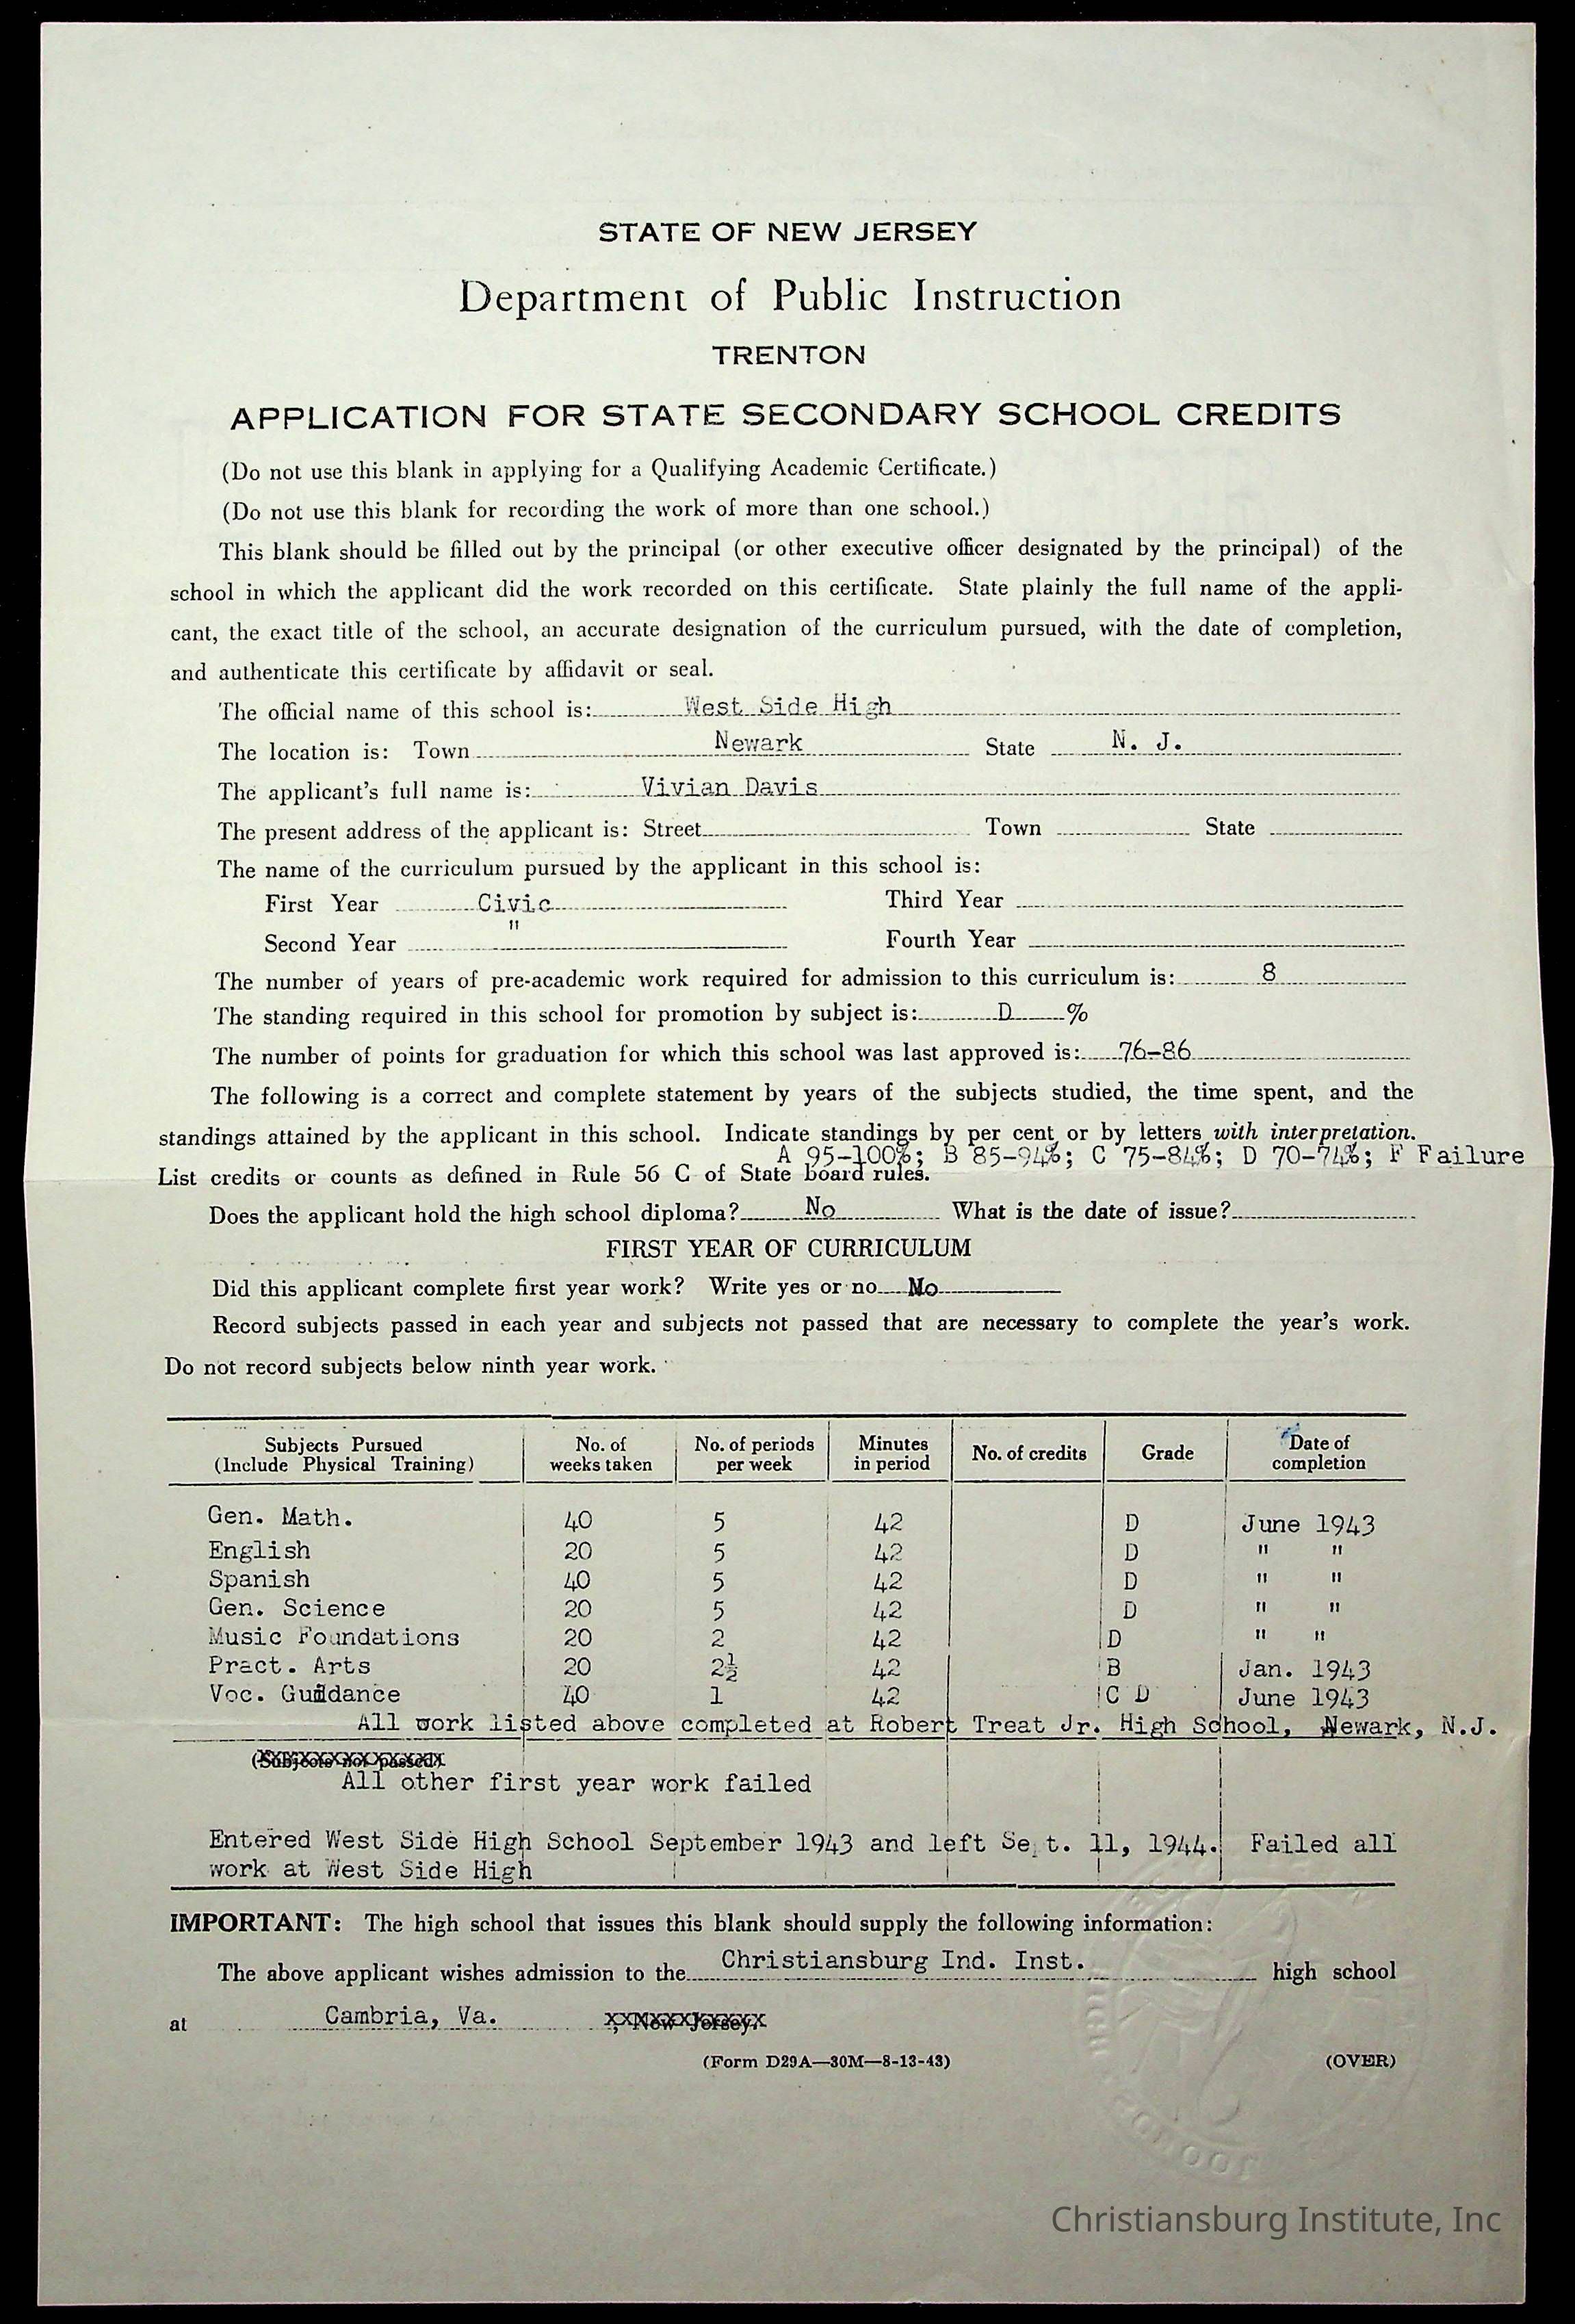 STATE OF NEW JERSEY
Department of Public Instruction
TRENTON
APPLICATION FOR STATE SECONDARY SCHOOL CREDITS
(Do not use this blank in applying for a Qualifying Academic Certificate.)
(Do not use this blank for recording the work of more than one school.)
This blank should be filled out by the principal (or other executive officer designated by the principal) of the
school in which the applicant did the work recorded on this certificate. State plainly the full name of the appli-
cant, the exact title of the school, an accurate designation of the curriculum pursued, with the date of completion,
and authenticate this certificate by affidavit or seal.
The official name of this school is: West Side High
The location is: Town Newark State N. J.
The applicant's full name is: Vivian Davis
The present address of the applicant is: Street Town State
The name of the curriculum pursued by the applicant in this school is:
First Year Civic Third Year
Second Year " Fourth Year
The number of years of pre-academic work required for admission to this curriculum is: 8
The standing required in this school for promotion by subject is: D %
The number of points for graduation for which this school was last approved is: 76-86
The following is a correct and complete statement by years of the subjects studied, the time spent, and the
standings attained by the applicant in this school. Indicate standings by per cent or by letters with interpretation.
A 95-100%; B 85-94%; C 75-84%; D 70-74%; F Failure
List credits or counts as defined in Rule 56 C of State board rules.
Does the applicant hold the high school diploma? No What is the date of issue?
FIRST YEAR OF CURRICULUM
Did this applicant complete first year work? Write yes or no No
Record subjects passed in each year and subjects not passed that are necessary to complete the year's work.
Do not record subjects below ninth year work.
Subjects Pursued (Include Physical Training) No. of weeks taken No. of periods per week Minutes in period No. of credits Grade Date of completion
Gen. Math. 40 5 42 D June 1943
English 20 5 42 D " "
Spanish 40 5 42 D " "
Gen. Science 20 5 42 D " "
Music Foundations 20 2 42 D " "
Pract. Arts 20 2½ 42 B Jan. 1943
Voc. Guidance 40 1 42 C D June 1943
All work listed above completed at Robert Treat Jr. High School, Newark, N.J.
(Subjects not passed)
All other first year work failed
Entered West Side High School September 1943 and left Se t. 11, 1944. Failed all
work at West Side High
IMPORTANT: The high school that issues this blank should supply the following information:
The above applicant wishes admission to the Christiansburg Ind. Inst. high school
at Cambria, Va. , New Jersey.
(Form D29A—30M—8-13-43) (OVER)
Christiansburg Institute, Inc